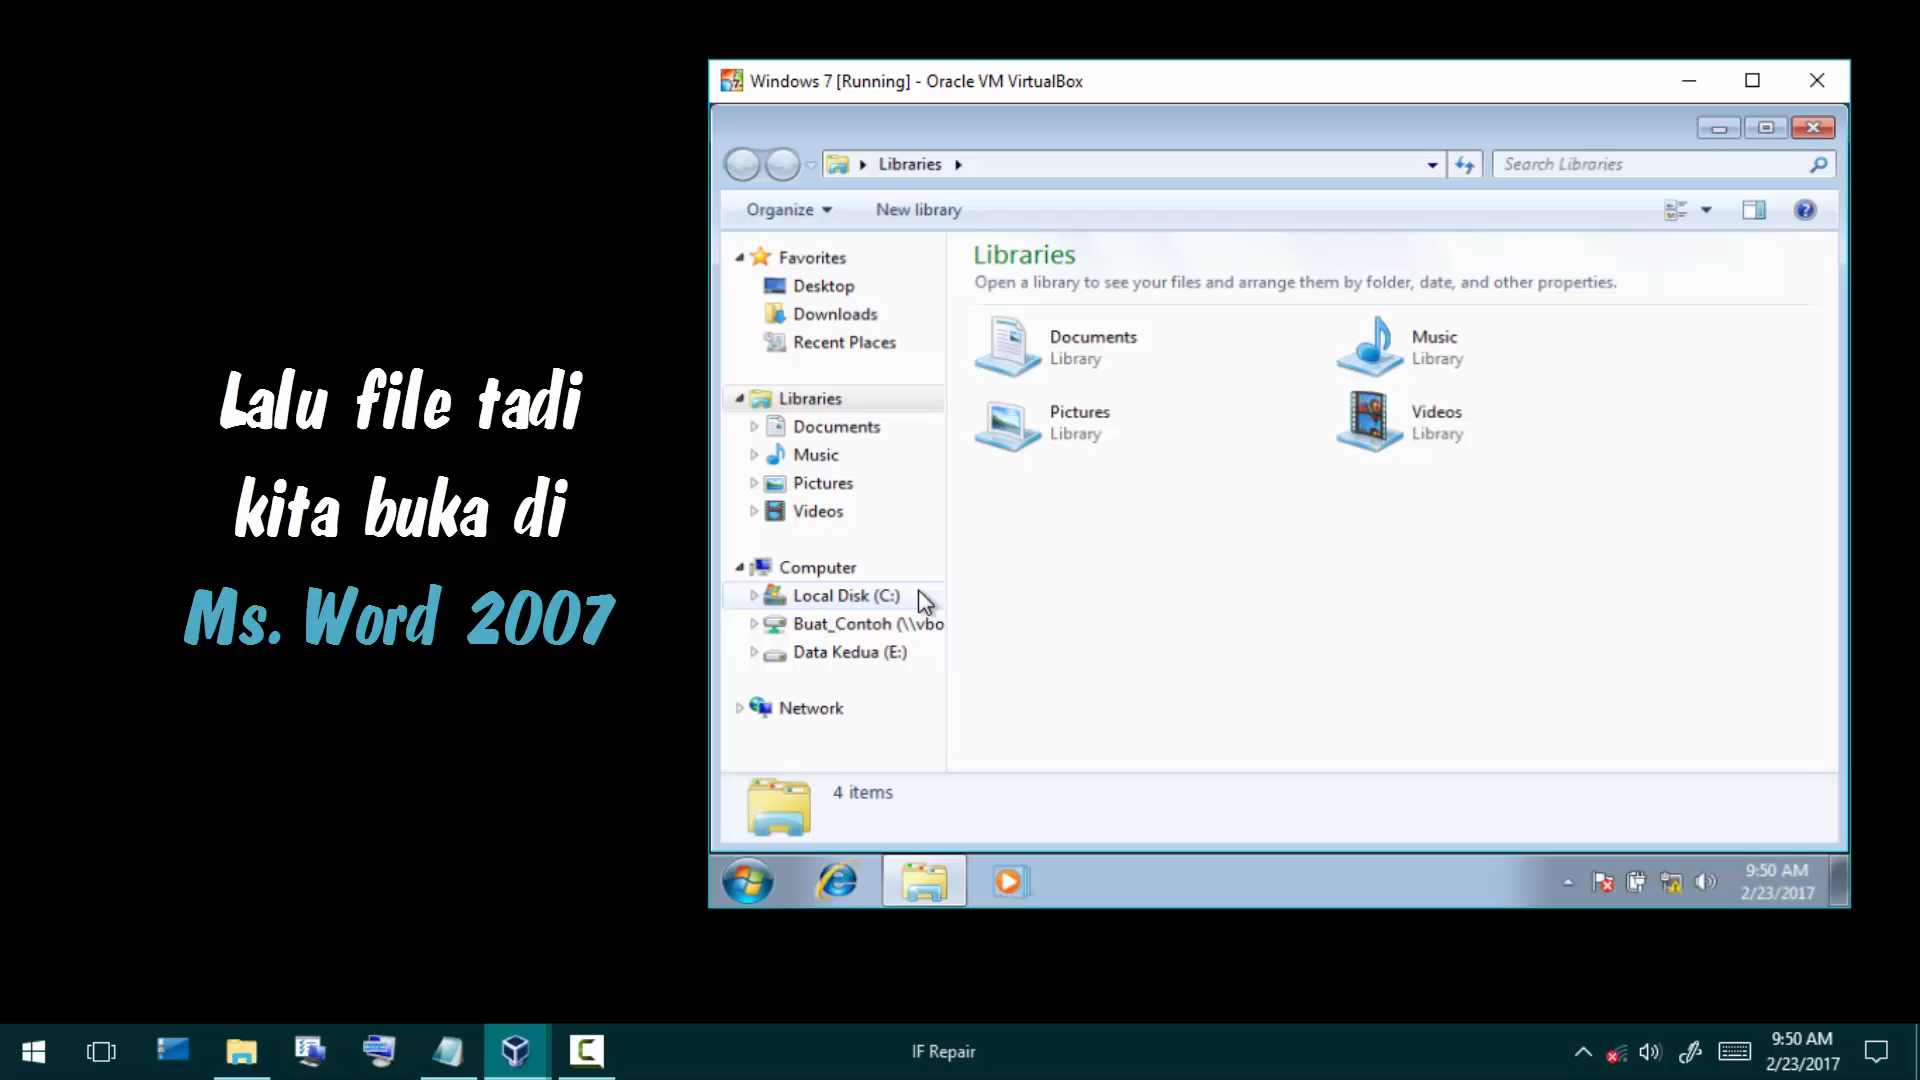 Lalu file tadi
kita buka di
Ms. Word 2007
Windows 7 [Running] - Oracle VM VirtualBox
Libraries
Search Libraries
Organize
New library
Favorites
Desktop
Downloads
Recent Places
Libraries
Documents
Music
Pictures
Videos
Computer
Local Disk (C:)
Buat_Contoh (\\vbo
Data Kedua (E:)
Network
Libraries
Open a library to see your files and arrange them by folder, date, and other properties.
Documents
Library
Music
Library
Pictures
Library
Videos
Library
4 items
9:50 AM
2/23/2017
IF Repair
9:50 AM
2/23/2017